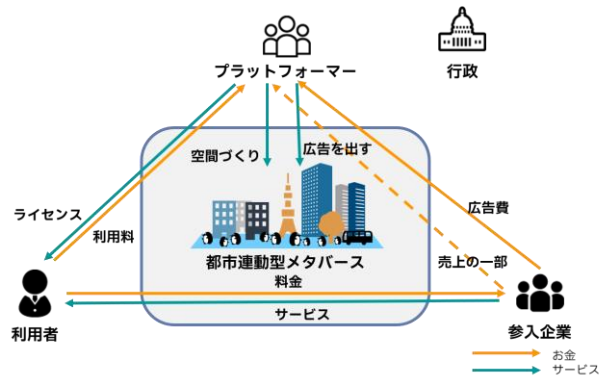 プラットフォーマー
行政
空間づくり
広告を出す
ライセンス
利用料
広告費
都市連動型メタバース
売上の一部
料金
サービス
利用者
参入企業
お金
サービス